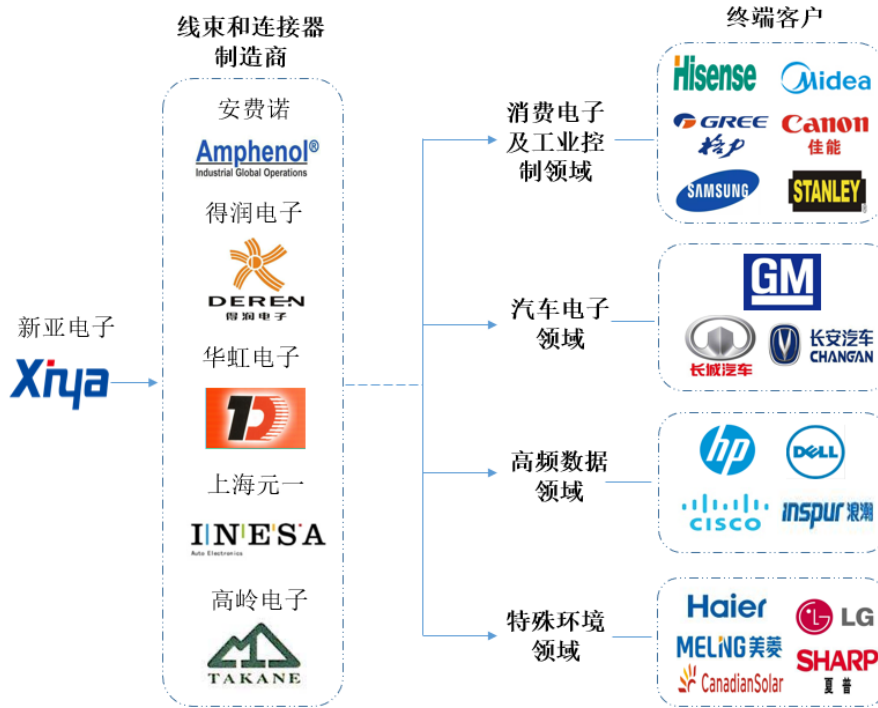 线束和连接器
制造商
终端客户
安费诺
Amphenol®
Industrial Global Operations
得润电子
DEREN
得润电子
新亚电子
Xinya
华虹电子
上海元一
INESA
Auto Electronics
高岭电子
TAKANE
消费电子
及工业控
制领域
Hisense
Midea
GREE
格力
Canon
佳能
SAMSUNG
STANLEY
汽车电子
领域
GM
长城汽车
长安汽车
CHANGAN
高频数据
领域
hp
DELL
CISCO
inspur 浪潮
特殊环境
领域
Haier
LG
MELING美菱
SHARP
夏普
CanadianSolar